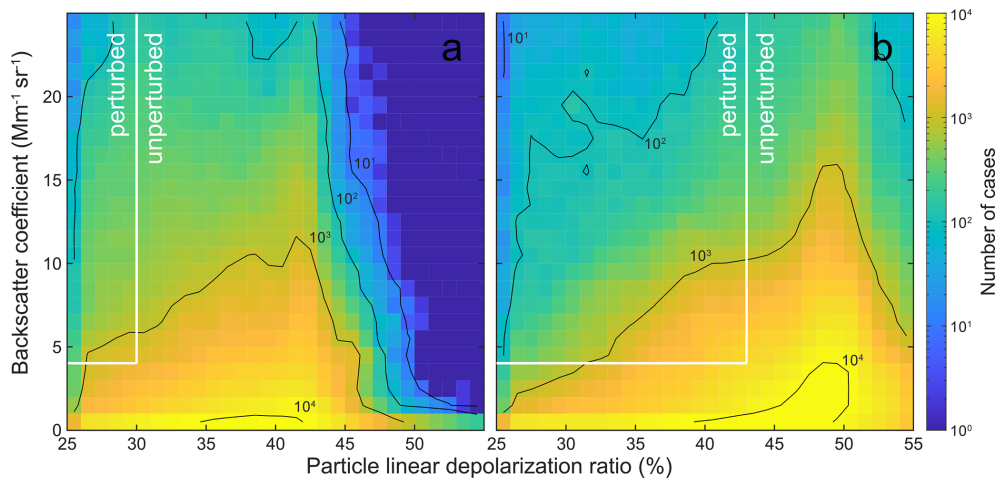 a
b
perturbed
unperturbed
perturbed
unperturbed
Backscatter coefficient (Mm⁻¹ sr⁻¹)
20
15
10
5
0
10¹
10²
10³
10⁴
10¹
10²
10³
10⁴
25 30 35 40 45 50
25 30 35 40 45 50 55
Particle linear depolarization ratio (%)
10⁴
10³
10²
10¹
10⁰
Number of cases